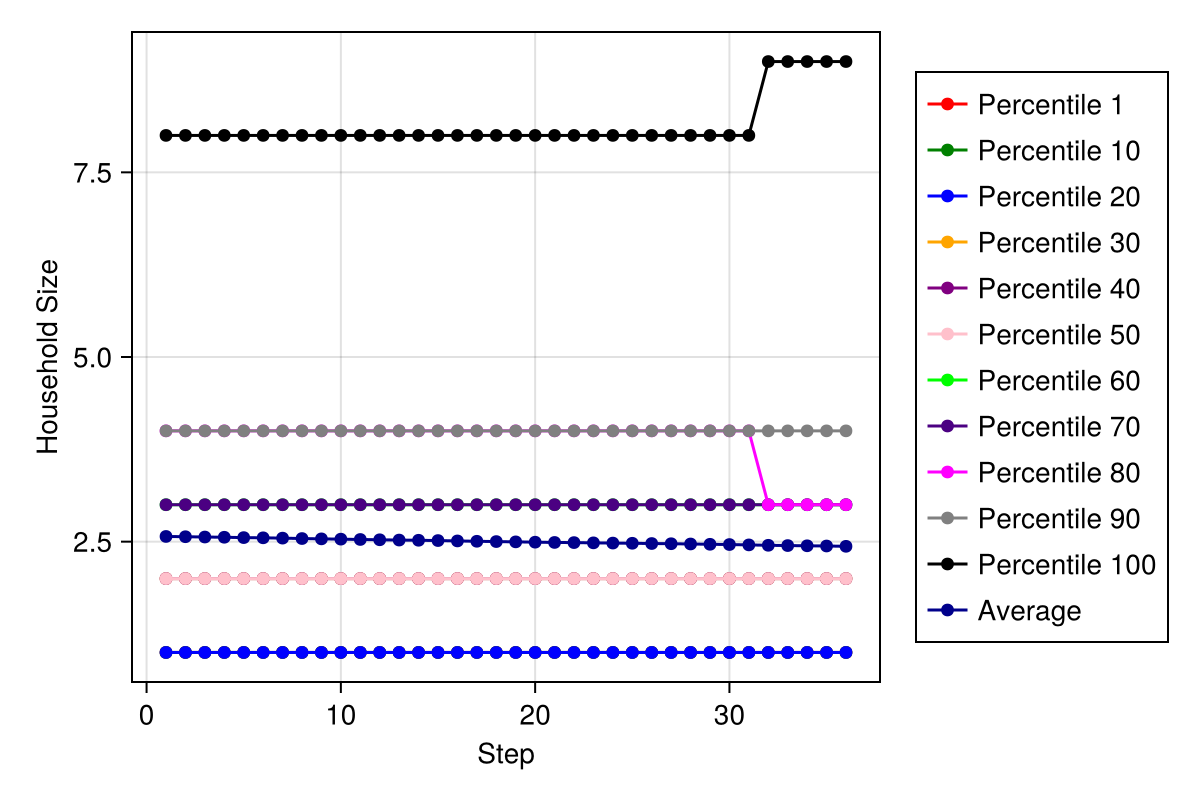 7.5
5.0
2.5
Household Size
0 10 20 30
Step
Percentile 1
Percentile 10
Percentile 20
Percentile 30
Percentile 40
Percentile 50
Percentile 60
Percentile 70
Percentile 80
Percentile 90
Percentile 100
Average